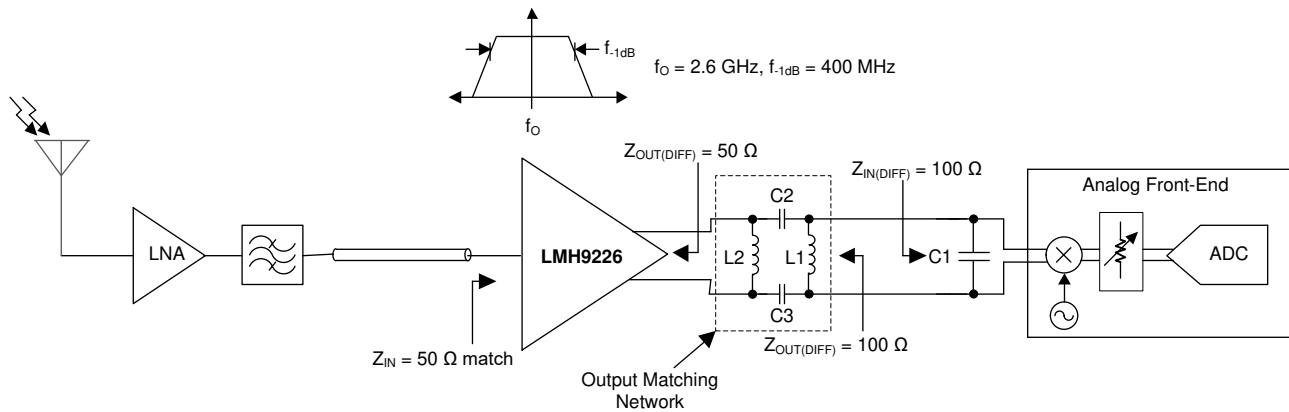 f-1dB
fO = 2.6 GHz, f-1dB = 400 MHz
fO
ZOUT(DIFF) = 50 Ω
ZIN(DIFF) = 100 Ω
Analog Front-End
C2
LNA
LMH9226
L2
L1
C1
ADC
C3
ZIN = 50 Ω match
ZOUT(DIFF) = 100 Ω
Output Matching
Network